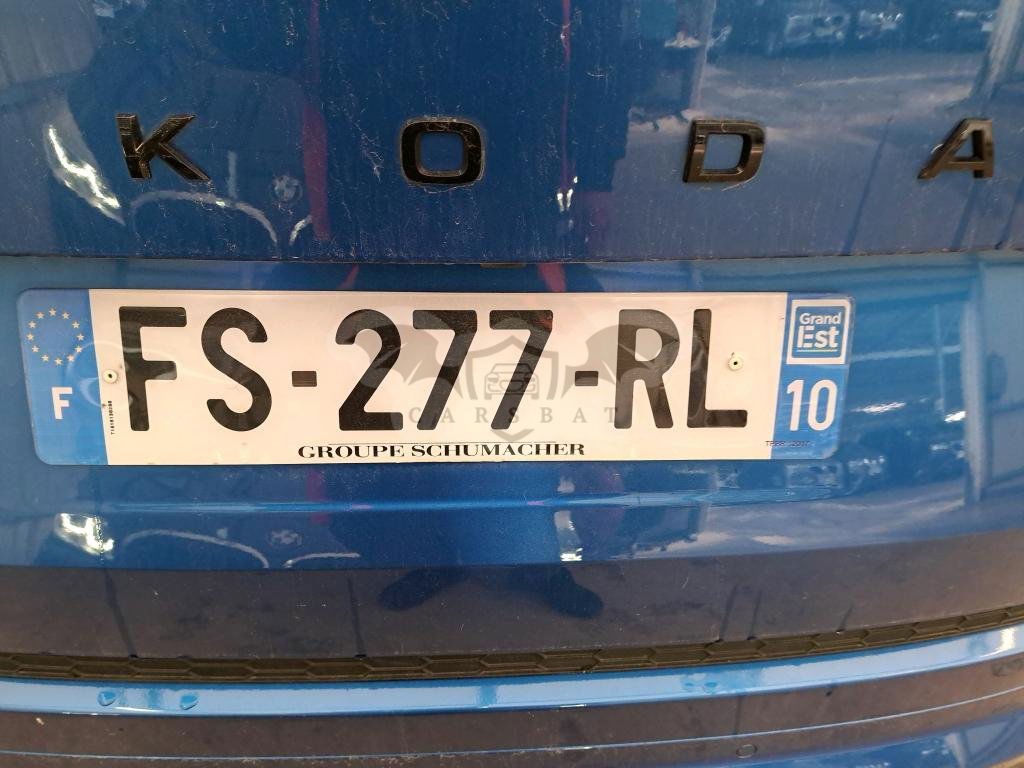 KODA
FS-277-RL
F
Grand
Est
10
CARSBAT
GROUPE SCHUMACHER